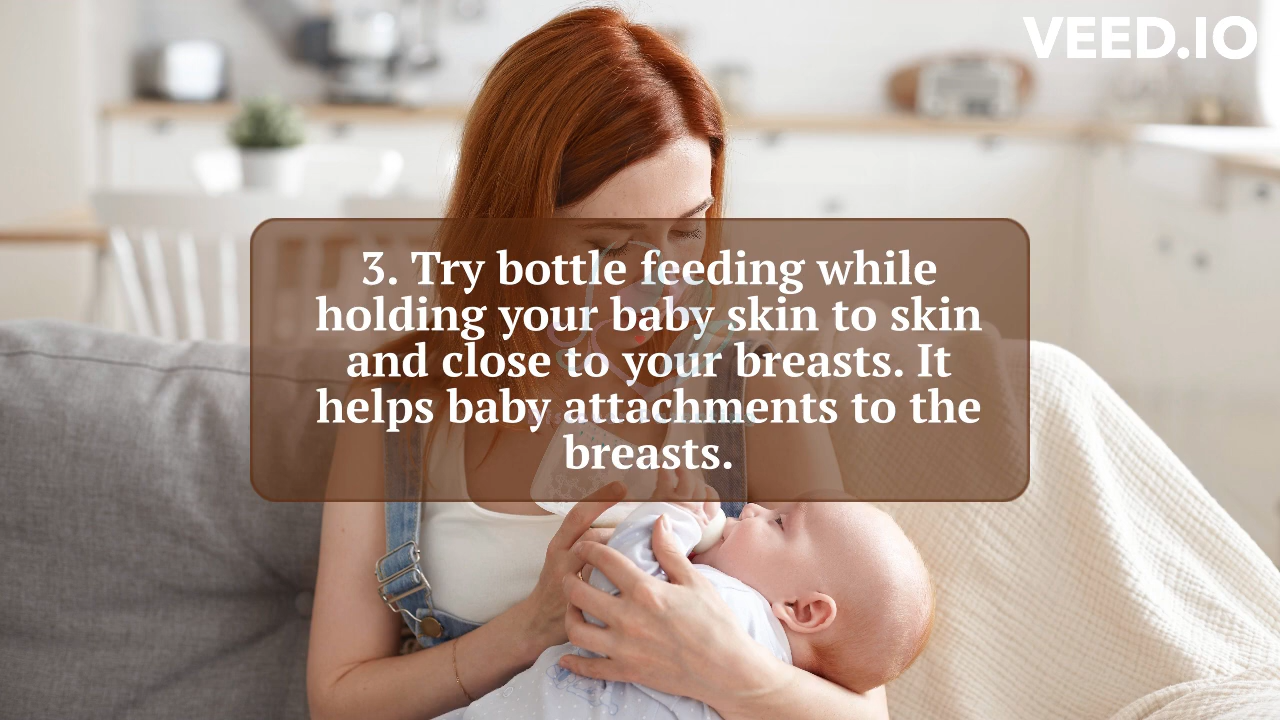 VEED.IO
3. Try bottle feeding while
holding your baby skin to skin
and close to your breasts. It
helps baby attachments to the
breasts.